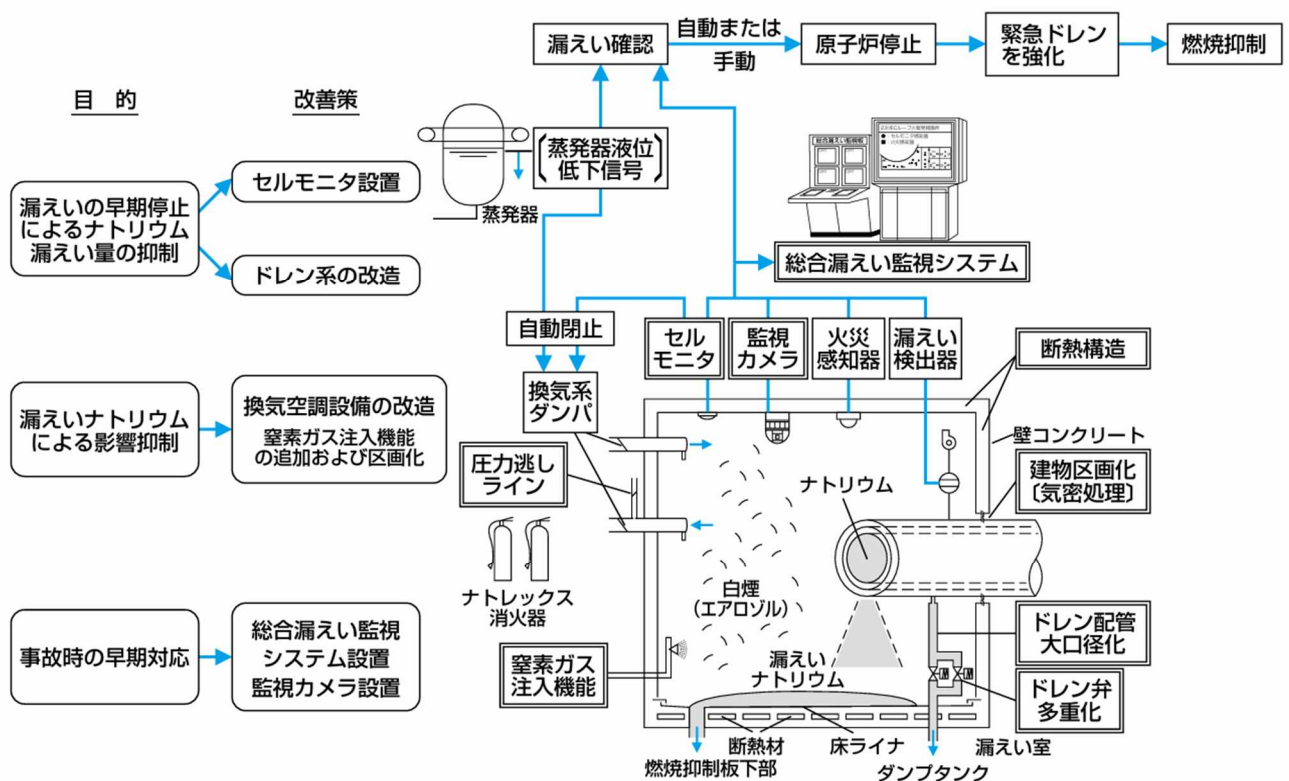 目 的
改善策
漏えいの早期停止
によるナトリウム
漏えい量の抑制
セルモニタ設置
ドレン系の改造
漏えいナトリウム
による影響抑制
換気空調設備の改造
窒素ガス注入機能
の追加および区画化
事故時の早期対応
総合漏えい監視
システム設置
監視カメラ設置
漏えい確認
自動または
手動
原子炉停止
緊急ドレン
を強化
燃焼抑制
蒸発器液位
低下信号
蒸発器
総合漏えい監視盤
総合漏えい監視システム
自動閉止
換気系
ダンパ
セル
モニタ
監視
カメラ
火災
感知器
漏えい
検出器
断熱構造
壁コンクリート
建物区画化
〔気密処理〕
圧力逃し
ライン
ナトレックス
消火器
窒素ガス
注入機能
白煙
(エアロゾル)
ナトリウム
漏えい
ナトリウム
ドレン配管
大口径化
ドレン弁
多重化
M
M
断熱材
床ライナ
漏えい室
燃焼抑制板下部
ダンプタンク